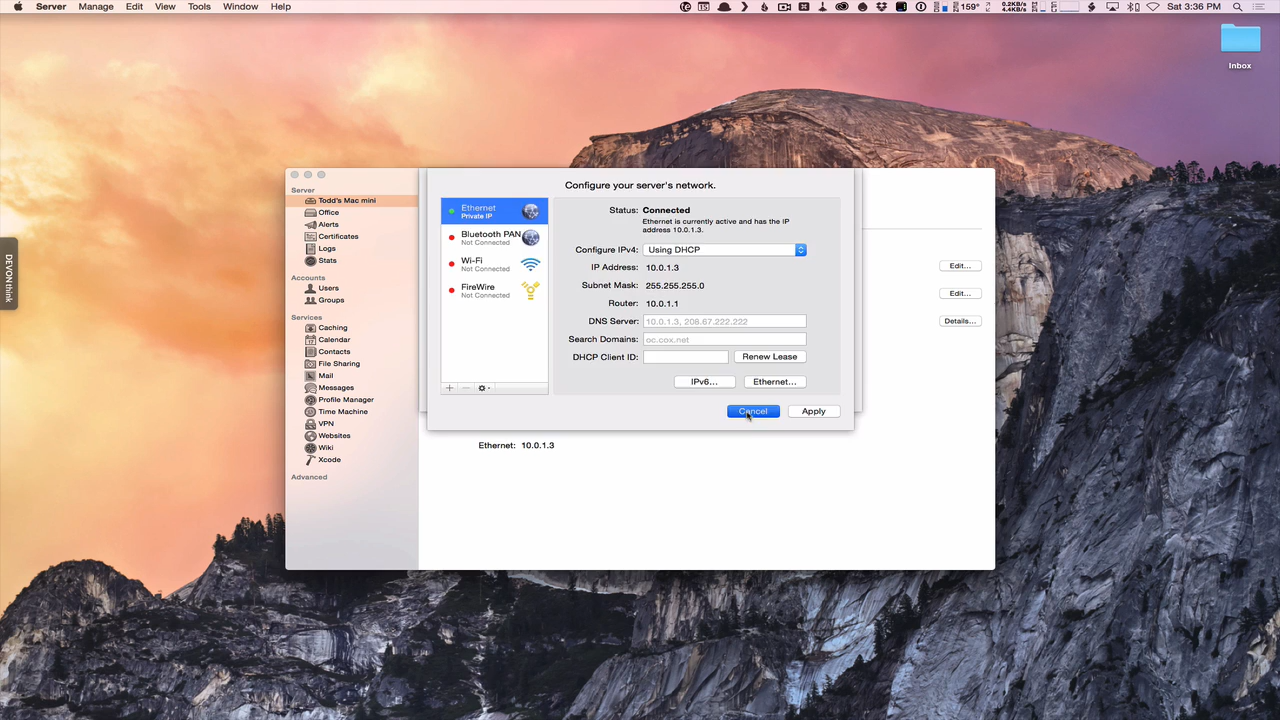 Server Manage Edit View Tools Window Help
159° 0.2KB/s 4.4KB/s Sat 3:36 PM
Inbox
DEVONthink
Configure your server's network.
Server
Todd's Mac mini
Office
Alerts
Certificates
Logs
Stats
Accounts
Users
Groups
Services
Caching
Calendar
Contacts
File Sharing
Mail
Messages
Profile Manager
Time Machine
VPN
Websites
Wiki
Xcode
Advanced
Ethernet
Private IP
Bluetooth PAN
Not Connected
Wi-Fi
Not Connected
FireWire
Not Connected
Status: Connected
Ethernet is currently active and has the IP
address 10.0.1.3.
Configure IPv4: Using DHCP
IP Address: 10.0.1.3
Subnet Mask: 255.255.255.0
Router: 10.0.1.1
DNS Server: 10.0.1.3, 208.67.222.222
Search Domains: oc.cox.net
DHCP Client ID: Renew Lease
IPv6... Ethernet...
Cancel Apply
Edit...
Edit...
Details...
Ethernet: 10.0.1.3